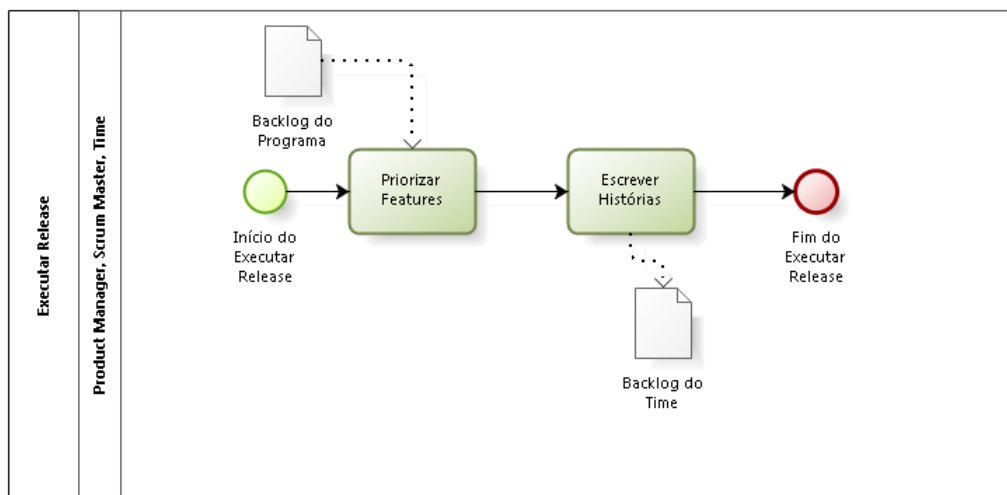 Executar Release
Product Manager, Scrum Master, Time
Backlog do
Programa
Priorizar
Features
Escrever
Histórias
Início do
Executar
Release
Fim do
Executar
Release
Backlog do
Time